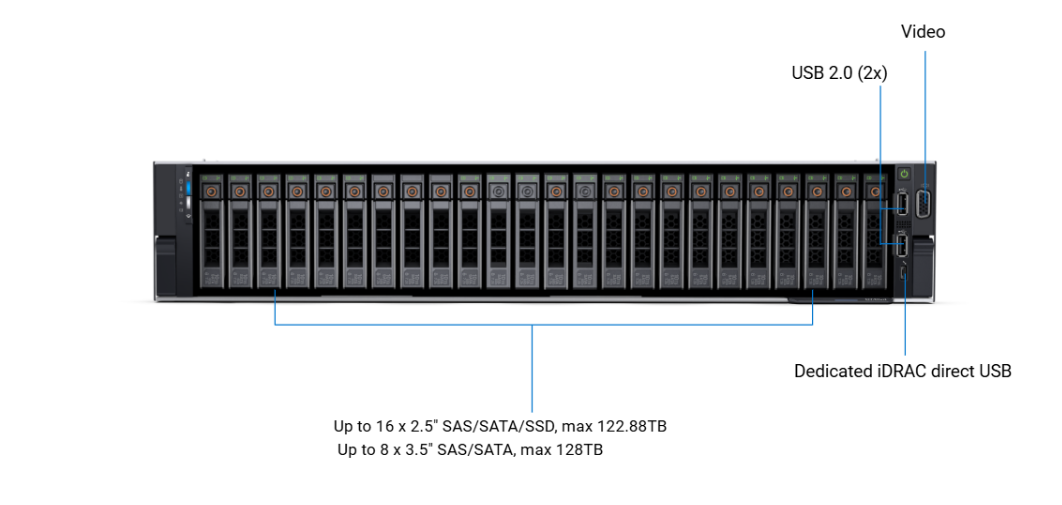 Video
USB 2.0 (2x)
Dedicated iDRAC direct USB
Up to 16 x 2.5" SAS/SATA/SSD, max 122.88TB
Up to 8 x 3.5" SAS/SATA, max 128TB